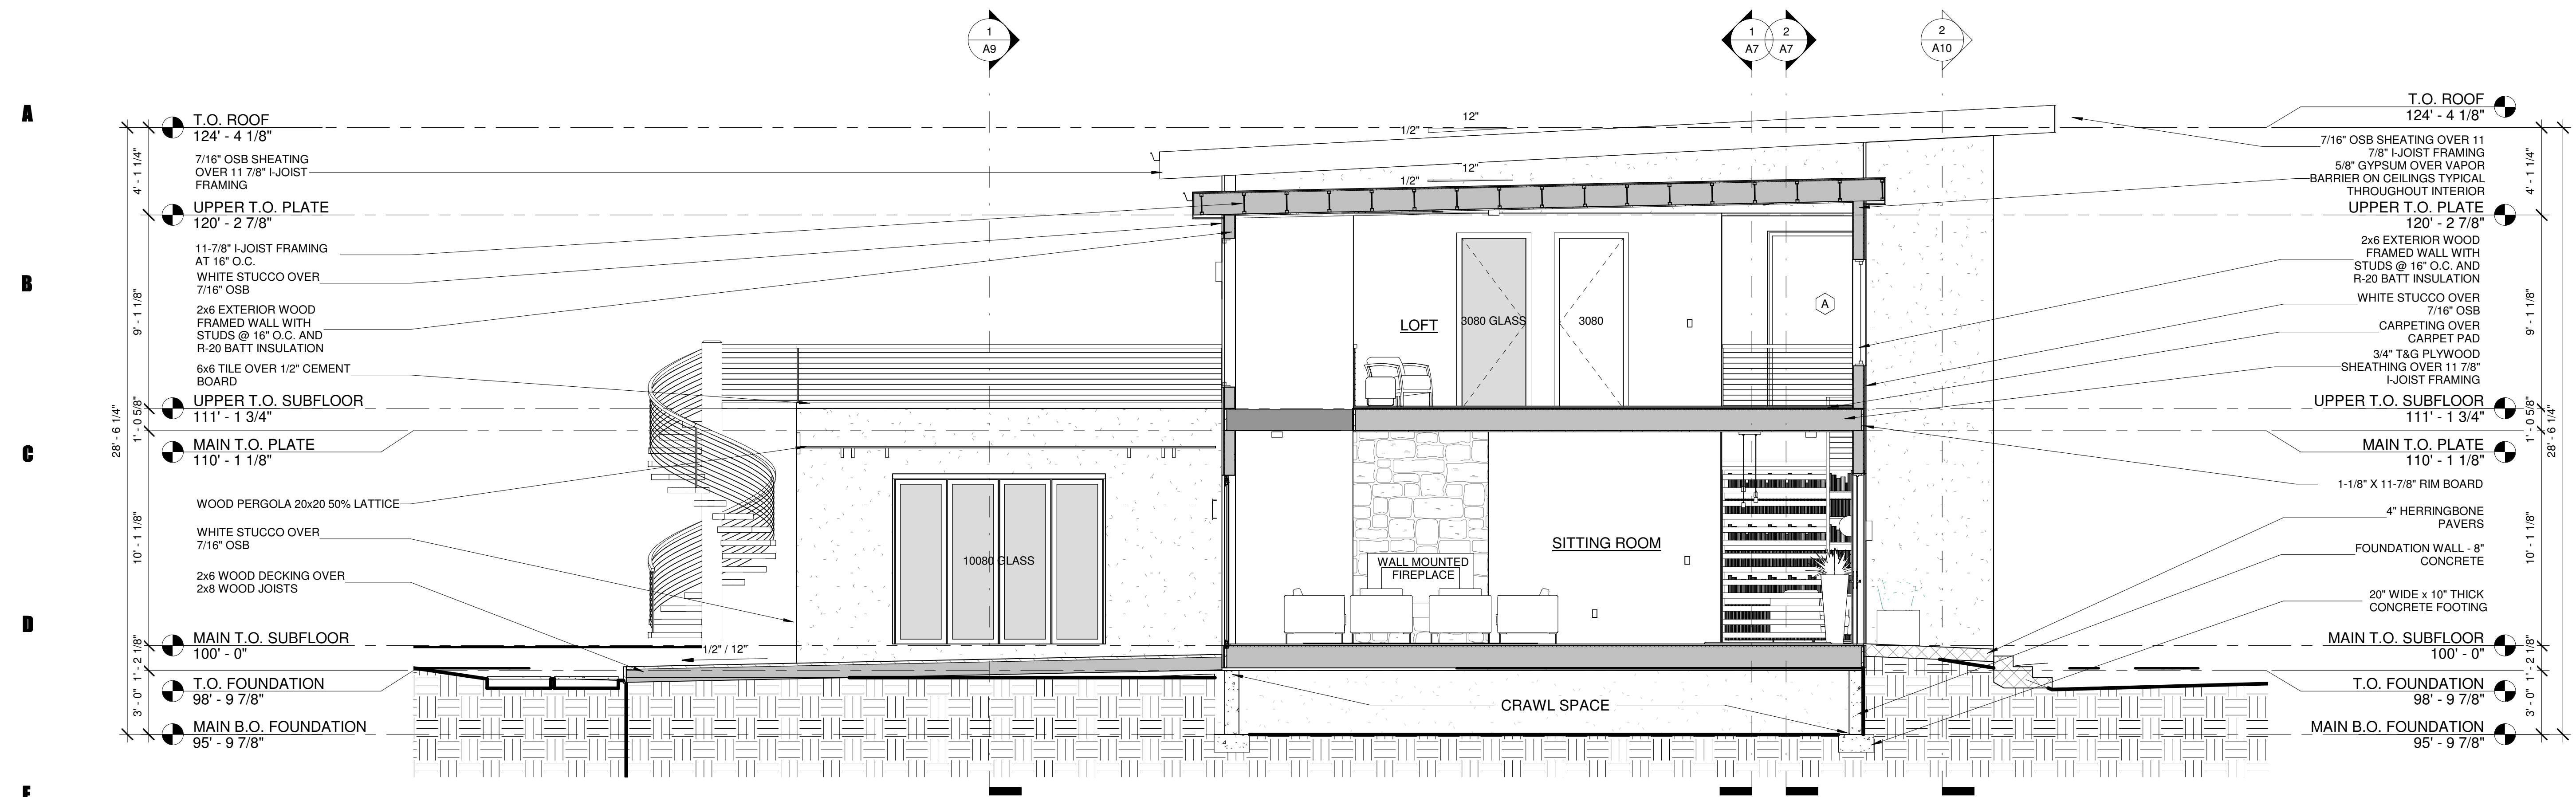 1
A9
1
A7
2
A7
2
A10
A
B
C
D
E
T.O. ROOF
124' - 4 1/8"
7/16" OSB SHEATING
OVER 11 7/8" I-JOIST
FRAMING
UPPER T.O. PLATE
120' - 2 7/8"
11-7/8" I-JOIST FRAMING
AT 16" O.C.
WHITE STUCCO OVER
7/16" OSB
2x6 EXTERIOR WOOD
FRAMED WALL WITH
STUDS @ 16" O.C. AND
R-20 BATT INSULATION
6x6 TILE OVER 1/2" CEMENT
BOARD
UPPER T.O. SUBFLOOR
111' - 1 3/4"
MAIN T.O. PLATE
110' - 1 1/8"
WOOD PERGOLA 20x20 50% LATTICE
WHITE STUCCO OVER
7/16" OSB
2x6 WOOD DECKING OVER
2x8 WOOD JOISTS
MAIN T.O. SUBFLOOR
100' - 0"
T.O. FOUNDATION
98' - 9 7/8"
MAIN B.O. FOUNDATION
95' - 9 7/8"
28' - 6 1/4"
4' - 1 1/4"
9' - 1 1/8"
1' - 0 5/8"
10' - 1 1/8"
1' - 2 1/8"
3' - 0"
12"
1/2"
12"
1/2"
LOFT
3080 GLASS
3080
A
10080 GLASS
1/2" / 12"
SITTING ROOM
WALL MOUNTED
FIREPLACE
CRAWL SPACE
T.O. ROOF
124' - 4 1/8"
7/16" OSB SHEATING OVER 11
7/8" I-JOIST FRAMING
5/8" GYPSUM OVER VAPOR
BARRIER ON CEILINGS TYPICAL
THROUGHOUT INTERIOR
UPPER T.O. PLATE
120' - 2 7/8"
2x6 EXTERIOR WOOD
FRAMED WALL WITH
STUDS @ 16" O.C. AND
R-20 BATT INSULATION
WHITE STUCCO OVER
7/16" OSB
CARPETING OVER
CARPET PAD
3/4" T&G PLYWOOD
SHEATHING OVER 11 7/8"
I-JOIST FRAMING
UPPER T.O. SUBFLOOR
111' - 1 3/4"
MAIN T.O. PLATE
110' - 1 1/8"
1-1/8" X 11-7/8" RIM BOARD
4" HERRINGBONE
PAVERS
FOUNDATION WALL - 8"
CONCRETE
20" WIDE x 10" THICK
CONCRETE FOOTING
MAIN T.O. SUBFLOOR
100' - 0"
T.O. FOUNDATION
98' - 9 7/8"
MAIN B.O. FOUNDATION
95' - 9 7/8"
4' - 1 1/4"
9' - 1 1/8"
1' - 0 5/8"
10' - 1 1/8"
1' - 2 1/8"
3' - 0"
28' - 6 1/4"